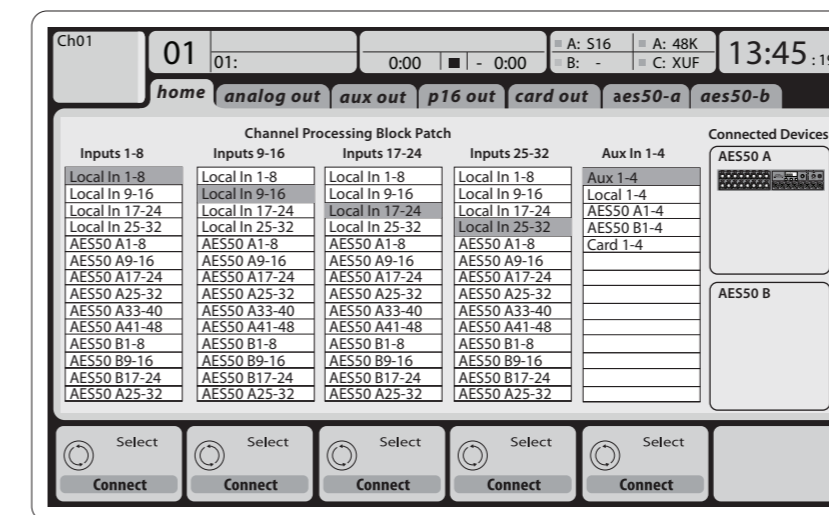 Ch01
01
01:
0:00 - 0:00
A: S16 A: 48K
B: - C: XUF
13:45 : 19
home analog out aux out p16 out card out aes50-a aes50-b
Channel Processing Block Patch
Connected Devices
Inputs 1-8 Inputs 9-16 Inputs 17-24 Inputs 25-32 Aux In 1-4
AES50 A
Local In 1-8 Local In 1-8 Local In 1-8 Local In 1-8 Aux 1-4
Local In 9-16 Local In 9-16 Local In 9-16 Local In 9-16 Local 1-4
Local In 17-24 Local In 17-24 Local In 17-24 Local In 17-24 AES50 A1-4
Local In 25-32 Local In 25-32 Local In 25-32 Local In 25-32 AES50 B1-4
AES50 A1-8 AES50 A1-8 AES50 A1-8 AES50 A1-8 Card 1-4
AES50 A9-16 AES50 A9-16 AES50 A9-16 AES50 A9-16
AES50 A17-24 AES50 A17-24 AES50 A17-24 AES50 A17-24
AES50 A25-32 AES50 A25-32 AES50 A25-32 AES50 A25-32
AES50 B
AES50 A33-40 AES50 A33-40 AES50 A33-40 AES50 A33-40
AES50 A41-48 AES50 A41-48 AES50 A41-48 AES50 A41-48
AES50 B1-8 AES50 B1-8 AES50 B1-8 AES50 B1-8
AES50 B9-16 AES50 B9-16 AES50 B9-16 AES50 B9-16
AES50 B17-24 AES50 B17-24 AES50 B17-24 AES50 B17-24
AES50 A25-32 AES50 A25-32 AES50 A25-32 AES50 A25-32
Select Select Select Select Select
Connect Connect Connect Connect Connect